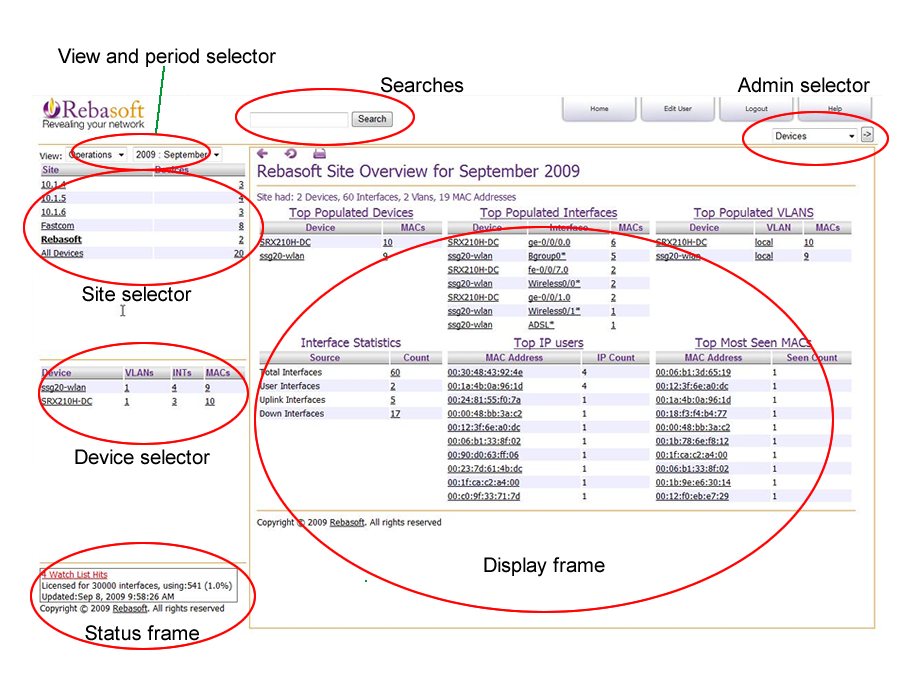 View and period selector
Searches
Admin selector
Rebasoft
Revealing your network
Search
Home
Edit User
Logout
Help
Devices
->
View: Operations 2009 : September
Site Devices
10.1.4 3
10.1.5 4
10.1.6 3
Fastcom 8
Rebasoft 2
All Devices 20
Site selector
Device VLANs INTs MACs
ssg20-wlan 1 4 9
SRX210H-DC 1 3 10
Device selector
4 Watch List Hits
Licensed for 30000 interfaces, using:541 (1.0%)
Updated:Sep 8, 2009 9:58:26 AM
Copyright © 2009 Rebasoft. All rights reserved
Status frame
Rebasoft Site Overview for September 2009
Site had: 2 Devices, 60 Interfaces, 2 Vlans, 19 MAC Addresses
Top Populated Devices
Device MACs
SRX210H-DC 10
ssg20-wlan 9
Top Populated Interfaces
Device Interface MACs
SRX210H-DC ge-0/0/0.0 6
ssg20-wlan Bgroup0" 5
SRX210H-DC fe-0/0/7.0 2
ssg20-wlan Wireless0/0" 2
SRX210H-DC ge-0/0/1.0 2
ssg20-wlan Wireless0/1" 1
ssg20-wlan ADSL" 1
Top Populated VLANS
Device VLAN MACs
SRX210H-DC local 10
ssg20-wlan local 9
Interface Statistics
Source Count
Total Interfaces 60
User Interfaces 2
Uplink Interfaces 5
Down Interfaces 17
Top IP users
MAC Address IP Count
00:30:48:43:92:4e 4
00:1a:4b:0a:96:1d 4
00:24:81:55:f0:7a 1
00:00:48:bb:3a:c2 1
00:12:3f:6e:a0:dc 1
00:06:b1:33:8f:02 1
00:90:d0:63:ff:06 1
00:23:7d:61:4b:dc 1
00:1f:ca:c2:a4:00 1
00:c0:9f:33:71:7d 1
Top Most Seen MACs
MAC Address Seen Count
00:06:b1:3d:65:19 1
00:12:3f:6e:a0:dc 1
00:1a:4b:0a:96:1d 1
00:18:f3:f4:b4:77 1
00:00:48:bb:3a:c2 1
00:1b:78:6e:f8:12 1
00:1f:ca:c2:a4:00 1
00:06:b1:33:8f:02 1
00:1b:9e:e6:30:14 1
00:12:f0:eb:e7:29 1
Copyright © 2009 Rebasoft. All rights reserved
Display frame